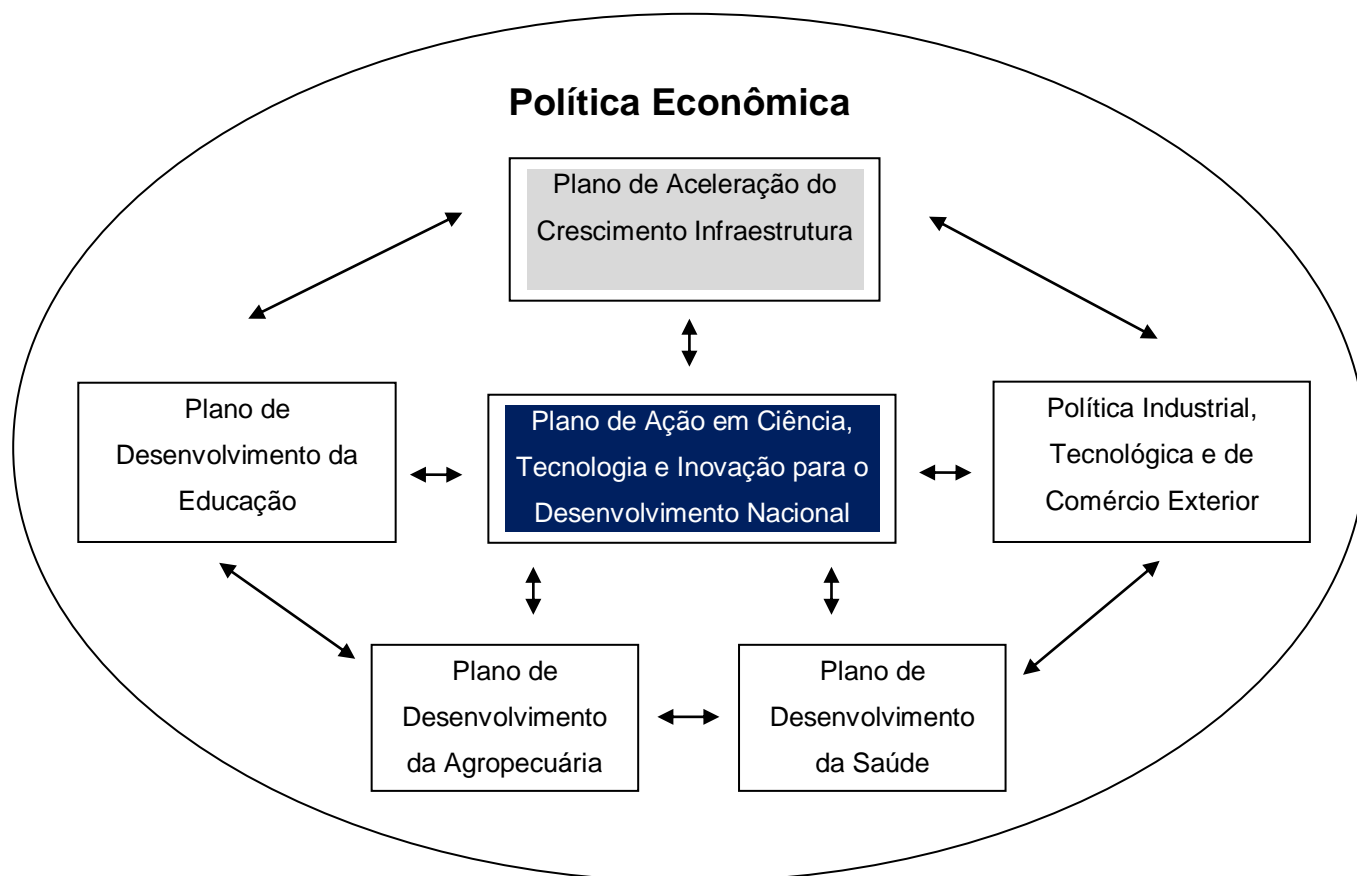 Política Econômica
Plano de Aceleração do
Crescimento Infraestrutura
Plano de
Desenvolvimento da
Educação
Plano de Ação em Ciência,
Tecnologia e Inovação para o
Desenvolvimento Nacional
Política Industrial,
Tecnológica e de
Comércio Exterior
Plano de
Desenvolvimento
da Agropecuária
Plano de
Desenvolvimento
da Saúde